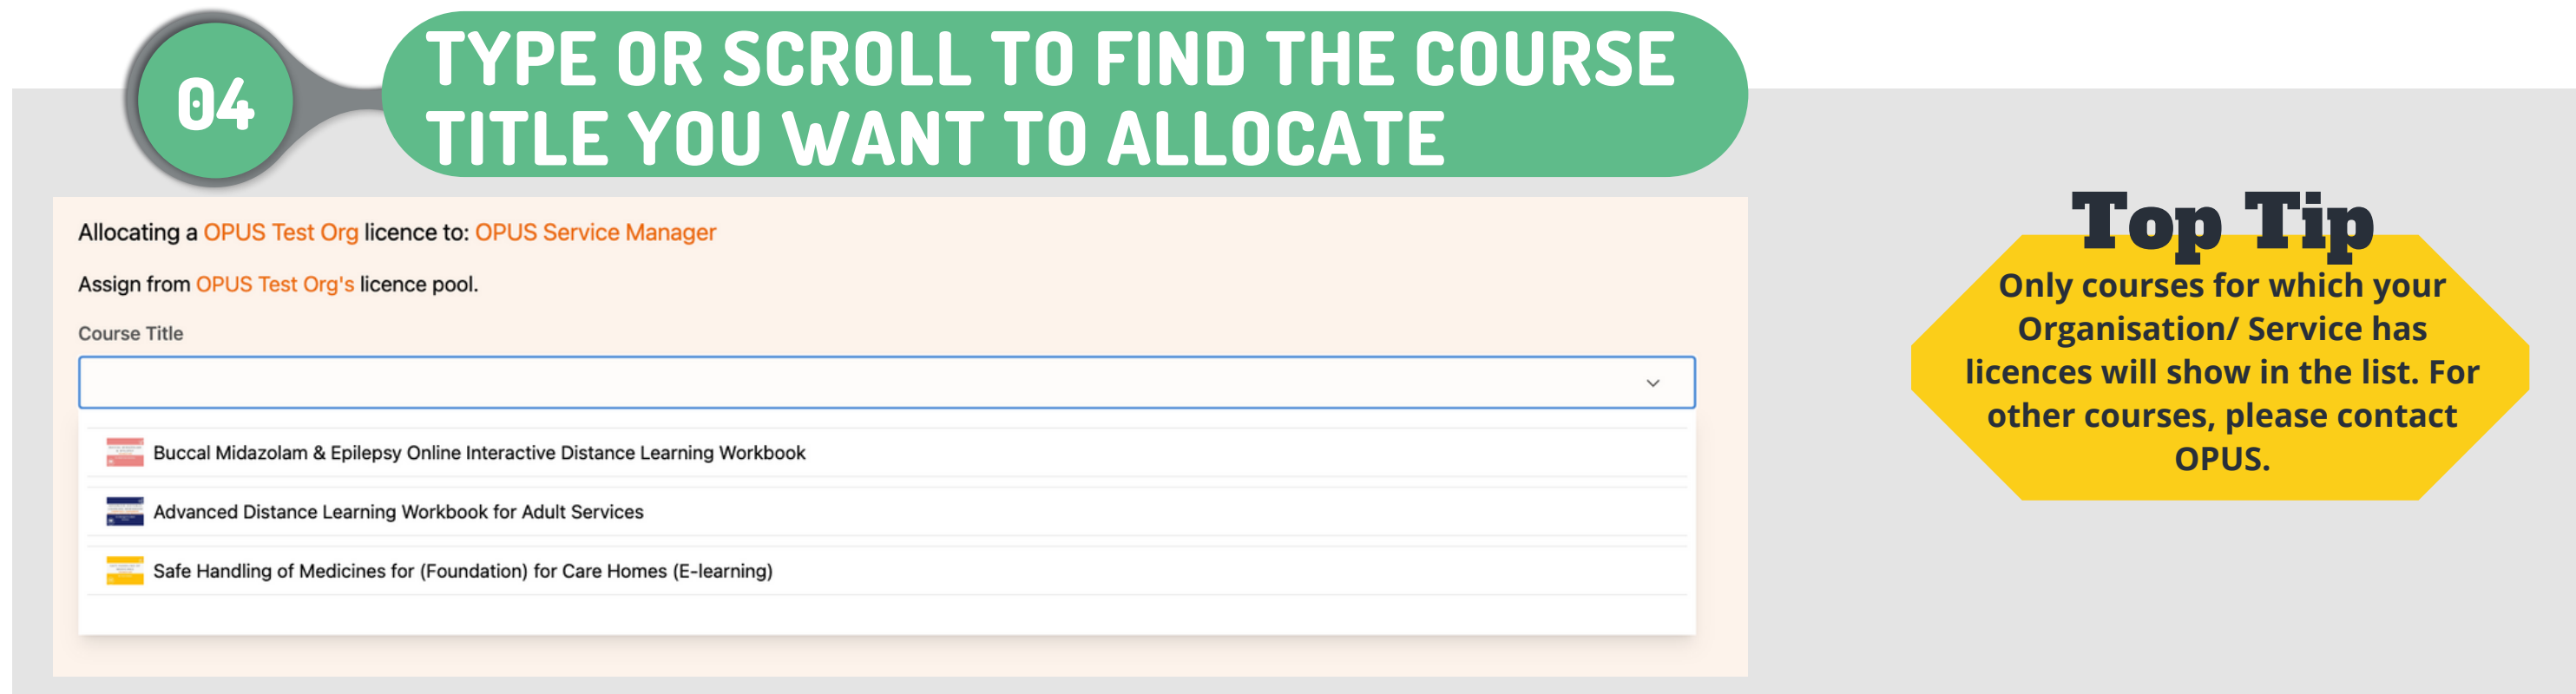 04
TYPE OR SCROLL TO FIND THE COURSE
TITLE YOU WANT TO ALLOCATE
Allocating a OPUS Test Org licence to: OPUS Service Manager
Assign from OPUS Test Org's licence pool.
Course Title
Buccal Midazolam & Epilepsy Online Interactive Distance Learning Workbook
Advanced Distance Learning Workbook for Adult Services
Safe Handling of Medicines for (Foundation) for Care Homes (E-learning)
Top Tip
Only courses for which your
Organisation/ Service has
licences will show in the list. For
other courses, please contact
OPUS.